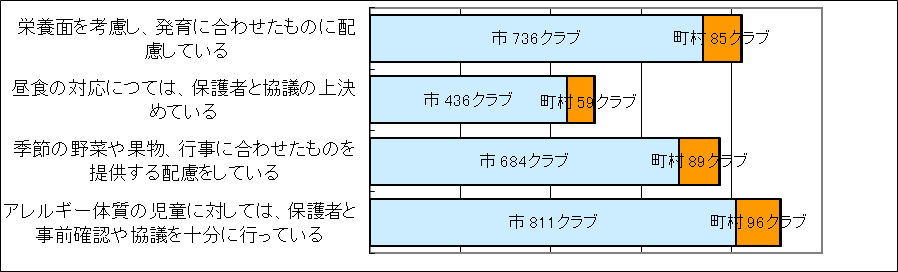 栄養面を考慮し、発育に合わせたものに配
慮している
市 736クラブ
町村 85クラブ
昼食の対応につては、保護者と協議の上決
めている
市 436クラブ
町村 59クラブ
季節の野菜や果物、行事に合わせたものを
提供する配慮をしている
市 684クラブ
町村 89クラブ
アレルギー体質の児童に対しては、保護者と
事前確認や協議を十分に行っている
市 811クラブ
町村 96クラブ